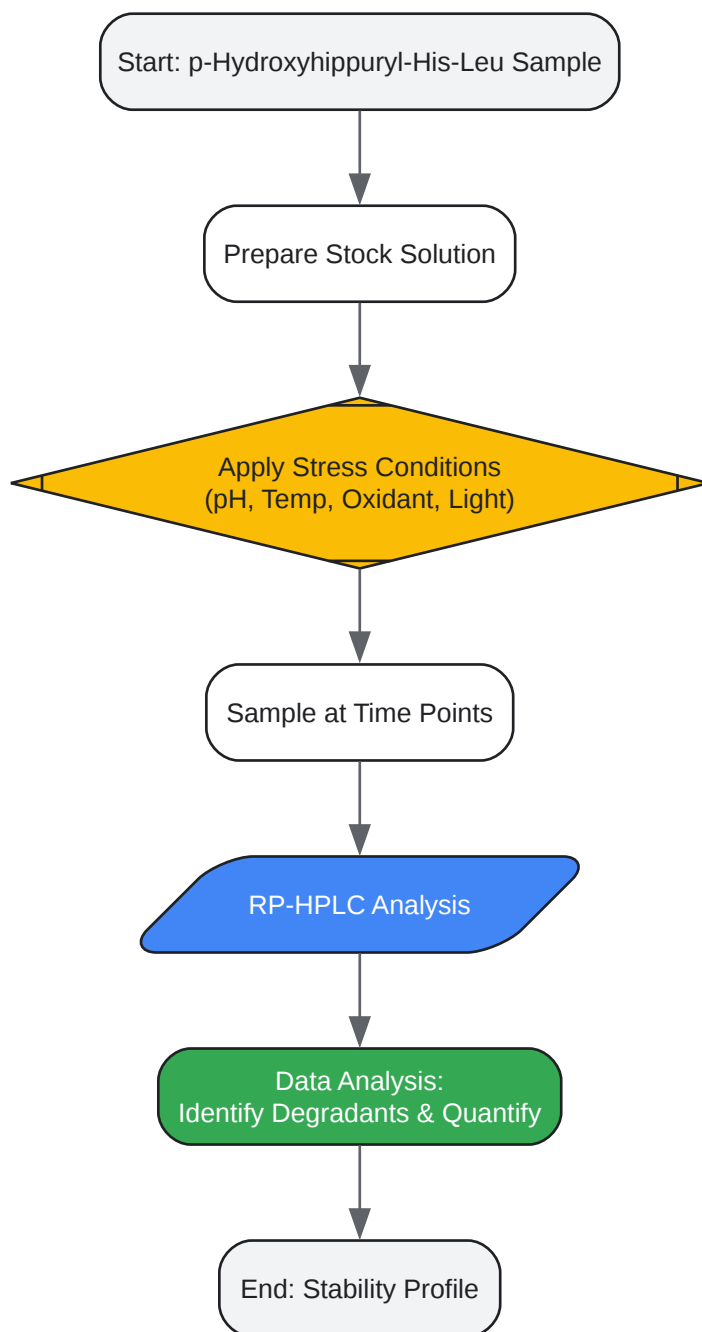 Start: p-Hydroxyhippuryl-His-Leu Sample
Prepare Stock Solution
Apply Stress Conditions
(pH, Temp, Oxidant, Light)
Sample at Time Points
RP-HPLC Analysis
Data Analysis:
Identify Degradants & Quantify
End: Stability Profile